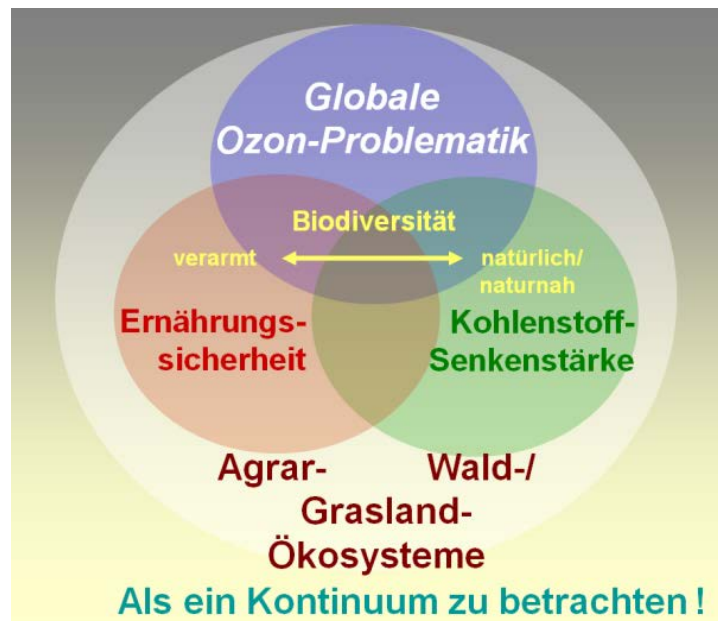 Globale
Ozon-Problematik
Biodiversität
verarmt
natürlich/
naturnah
Ernährungs-
sicherheit
Kohlenstoff-
Senkenstärke
Agrar- Wald-/
Grasland-
Ökosysteme
Als ein Kontinuum zu betrachten !